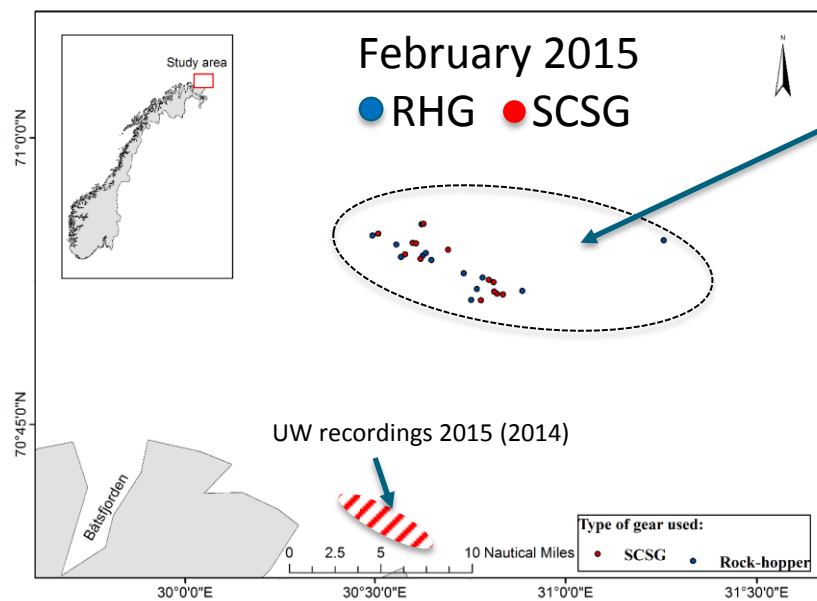 February 2015
RHG SCSG
Study area
N
71°0'0"N
70°45'0"N
UW recordings 2015 (2014)
Båtsfjorden
0 2.5 5 10 Nautical Miles
Type of gear used:
SCSG Rock-hopper
30°0'0"E 30°30'0"E 31°0'0"E 31°30'0"E